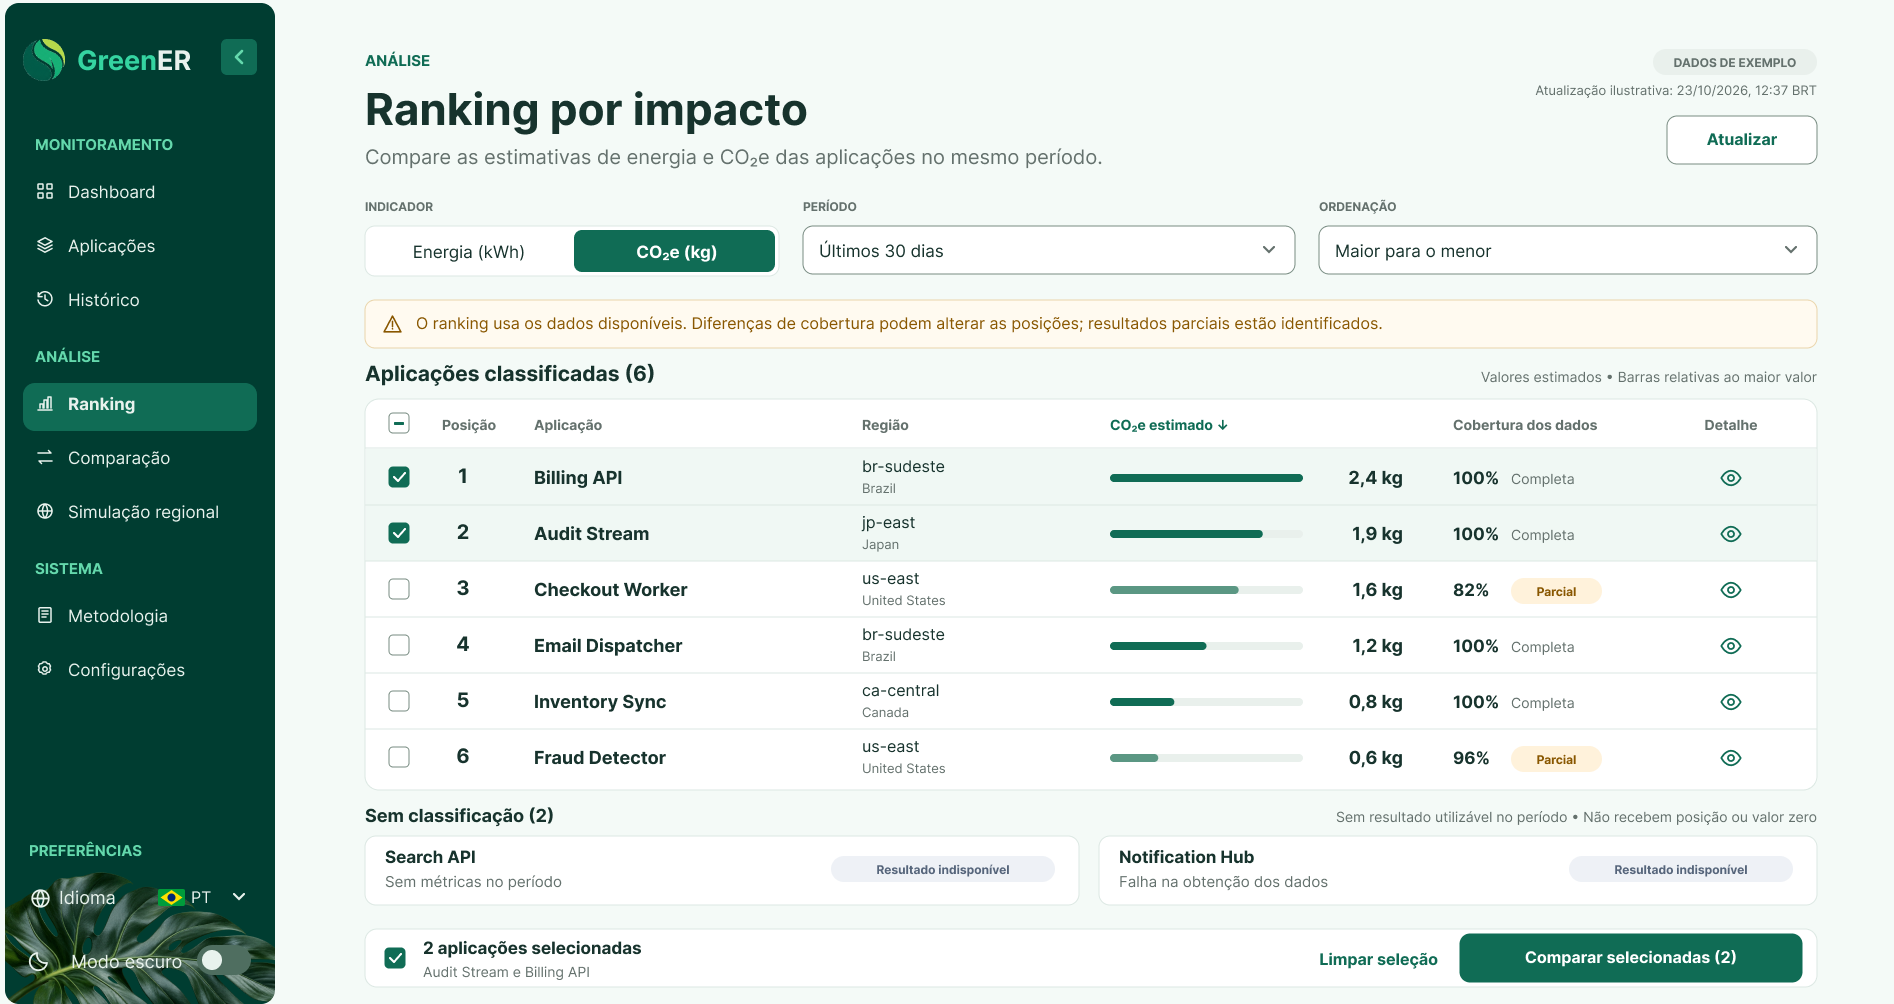 GreenER
MONITORAMENTO
Dashboard
Aplicações
Histórico
ANÁLISE
Ranking
Comparação
Simulação regional
SISTEMA
Metodologia
Configurações
PREFERÊNCIAS
Idioma PT
Modo escuro
ANÁLISE
Ranking por impacto
Compare as estimativas de energia e CO₂e das aplicações no mesmo período.
DADOS DE EXEMPLO
Atualização ilustrativa: 23/10/2026, 12:37 BRT
Atualizar
INDICADOR
Energia (kWh) CO₂e (kg)
PERÍODO
Últimos 30 dias
ORDENAÇÃO
Maior para o menor
O ranking usa os dados disponíveis. Diferenças de cobertura podem alterar as posições; resultados parciais estão identificados.
Aplicações classificadas (6)
Valores estimados • Barras relativas ao maior valor
Posição Aplicação Região CO₂e estimado ↓ Cobertura dos dados Detalhe
1 Billing API br-sudeste 2,4 kg 100% Completa
Brazil
2 Audit Stream jp-east 1,9 kg 100% Completa
Japan
3 Checkout Worker us-east 1,6 kg 82% Parcial
United States
4 Email Dispatcher br-sudeste 1,2 kg 100% Completa
Brazil
5 Inventory Sync ca-central 0,8 kg 100% Completa
Canada
6 Fraud Detector us-east 0,6 kg 96% Parcial
United States
Sem classificação (2)
Sem resultado utilizável no período • Não recebem posição ou valor zero
Search API
Sem métricas no período
Resultado indisponível
Notification Hub
Falha na obtenção dos dados
Resultado indisponível
2 aplicações selecionadas
Audit Stream e Billing API
Limpar seleção
Comparar selecionadas (2)